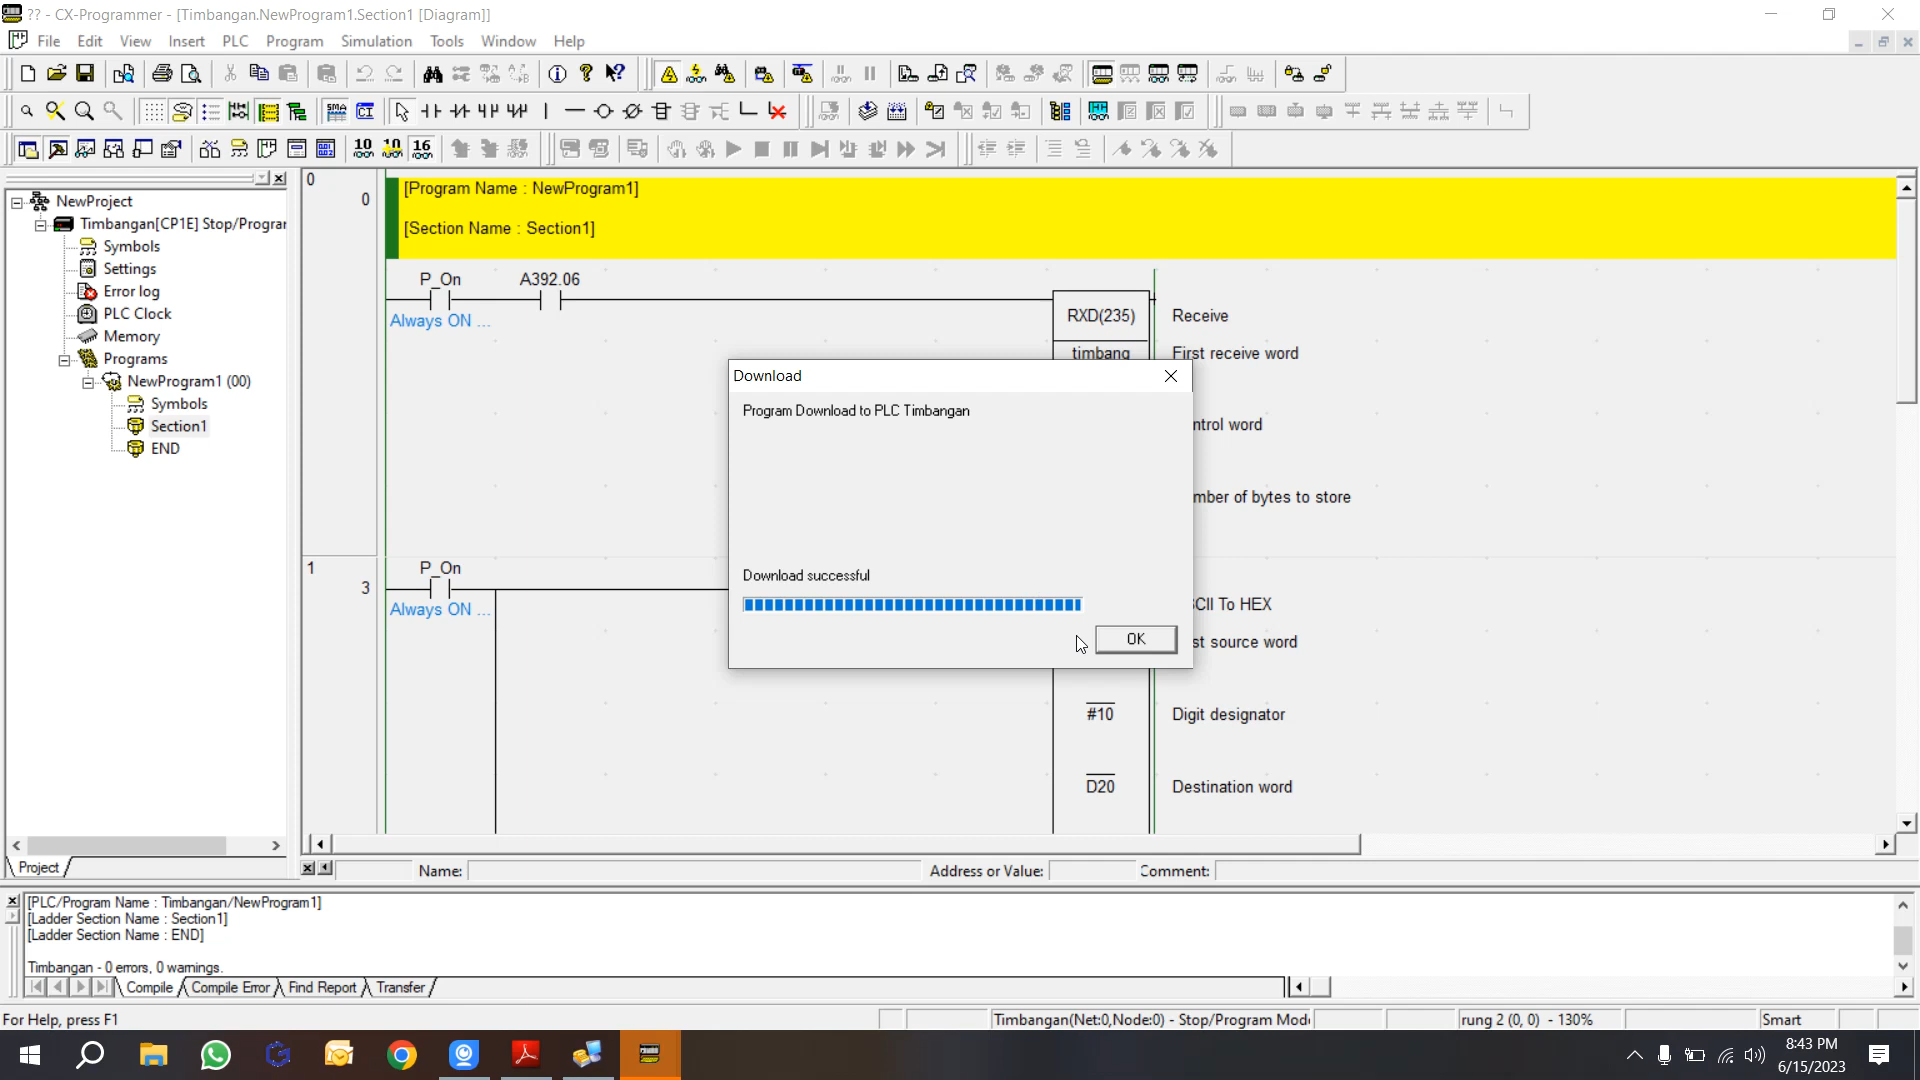 ?? - CX-Programmer - [Timbangan.NewProgram1.Section1 [Diagram]]
File Edit View Insert PLC Program Simulation Tools Window Help
SMA CI
10 10 16
NewProject
Timbangan[CP1E] Stop/Prograr
Symbols
Settings
Error log
PLC Clock
Memory
Programs
NewProgram1 (00)
Symbols
Section1
END
Project
0
0
[Program Name : NewProgram1]
[Section Name : Section1]
P_On A392.06
Always ON ...
RXD(235) Receive
timbang First receive word
ntrol word
mber of bytes to store
1
3
P_On
Always ON ...
CII To HEX
st source word
#10 Digit designator
D20 Destination word
Download
Program Download to PLC Timbangan
Download successful
OK
Name: Address or Value: Comment:
[PLC/Program Name : Timbangan/NewProgram1]
[Ladder Section Name : Section1]
[Ladder Section Name : END]
Timbangan - 0 errors, 0 warnings.
Compile Compile Error Find Report Transfer
For Help, press F1
Timbangan(Net:0,Node:0) - Stop/Program Mod
rung 2 (0, 0) - 130%
Smart
8:43 PM
6/15/2023